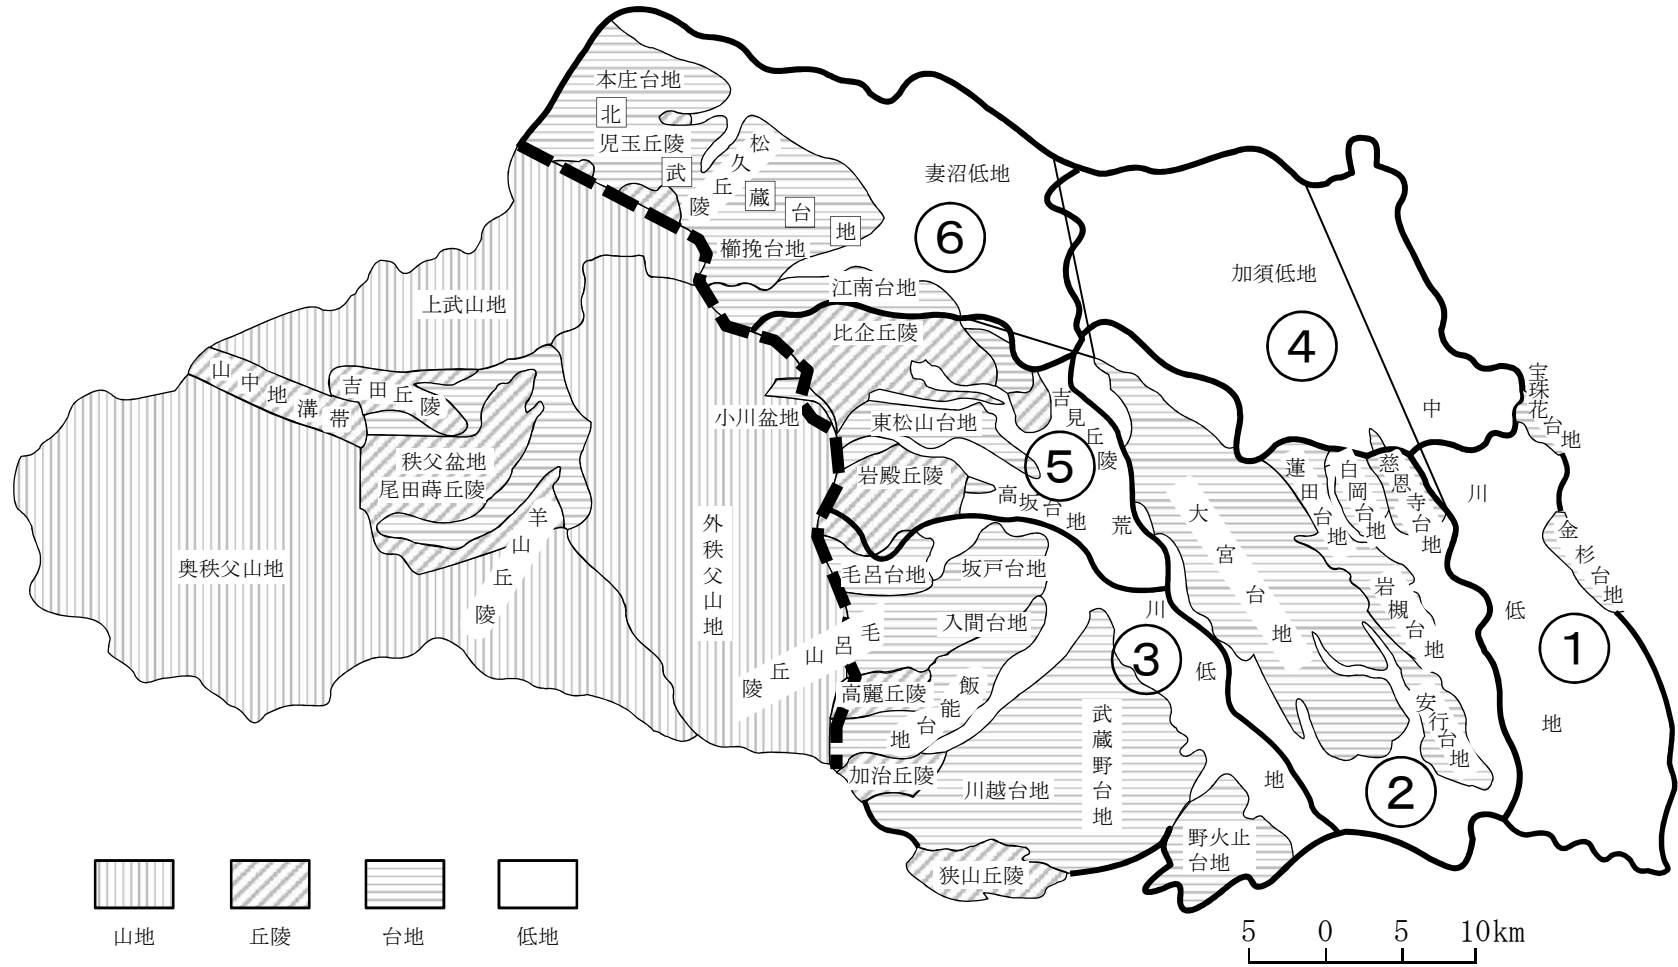 本庄台地
北武蔵台地
児玉丘陵
松久丘陵
櫛挽台地
妻沼低地
⑥
江南台地
加須低地
④
上武山地
比企丘陵
山中地溝帯
吉田丘陵
小川盆地
東松山台地
吉見丘陵
⑤
中川低地
宝珠花台地
秩父盆地
尾田蒔丘陵
岩殿丘陵
高坂台地
荒川低地
大宮台地
蓮田台地
白岡台地
慈恩寺台地
金杉台地
羊山丘陵
奥秩父山地
外秩父山地
毛呂台地
坂戸台地
岩槻台地
①
毛呂山丘陵
入間台地
③
高麗丘陵
飯能台地
武蔵野台地
安行台地
②
加治丘陵
川越台地
野火止
台地
狭山丘陵
山地
丘陵
台地
低地
5 0 5 10km